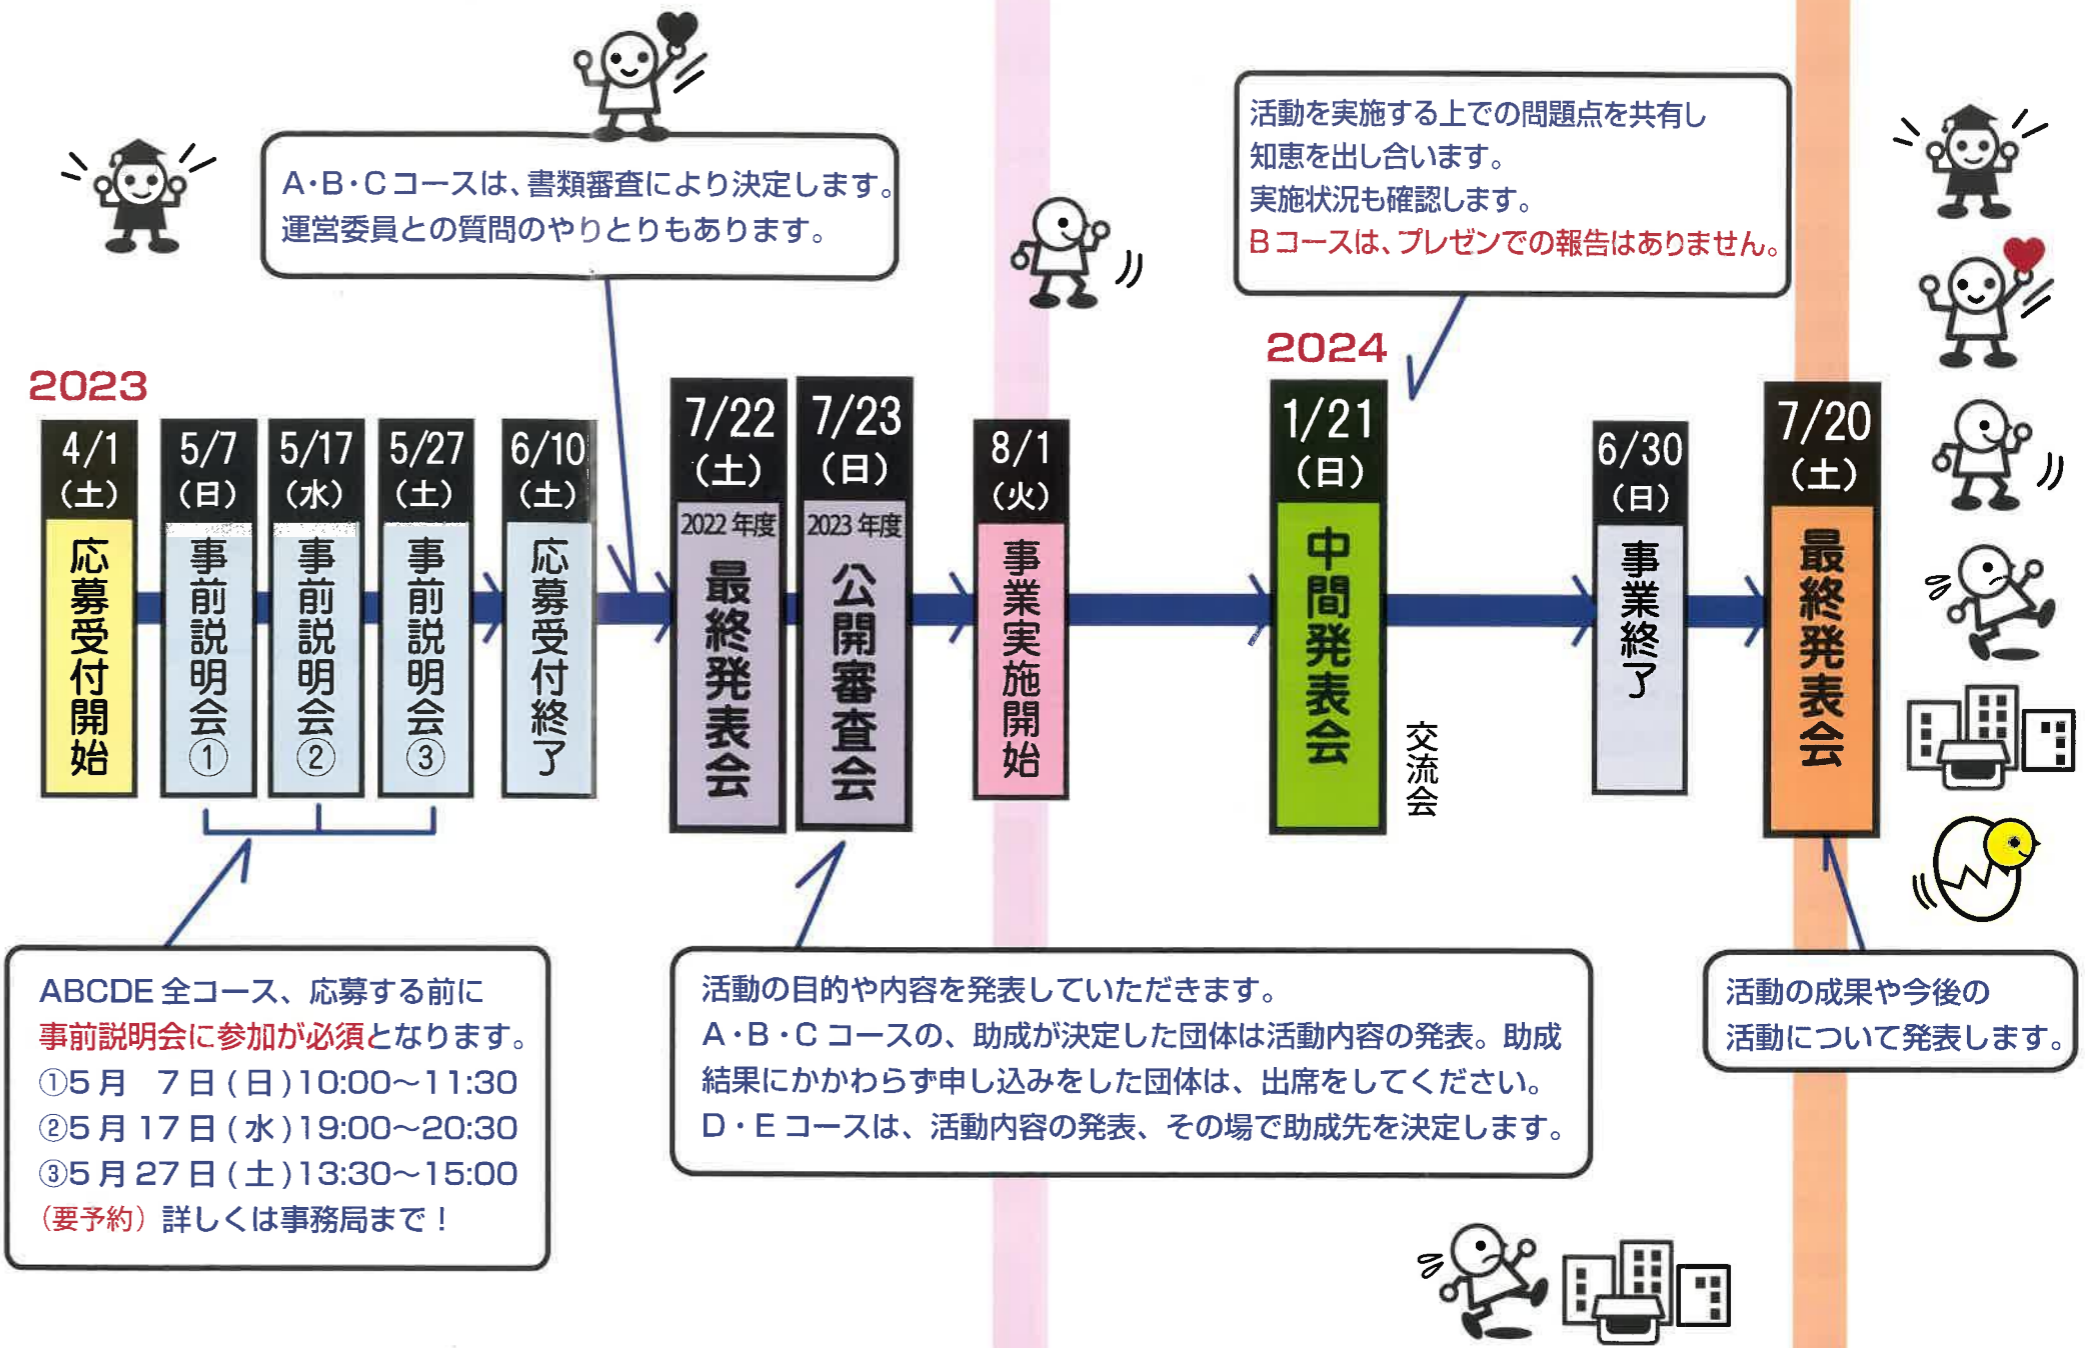 A・B・Cコースは、書類審査により決定します。
運営委員との質問のやりとりもあります。
活動を実施する上での問題点を共有し
知恵を出し合います。
実施状況も確認します。
Bコースは、プレゼンでの報告はありません。
2023
2024
4/1
(土)
応募受付開始
5/7
(日)
事前説明会①
5/17
(水)
事前説明会②
5/27
(土)
事前説明会③
6/10
(土)
応募受付終了
7/22
(土)
2022 年度
最終発表会
7/23
(日)
2023 年度
公開審査会
8/1
(火)
事業実施開始
1/21
(日)
中間発表会
交流会
6/30
(日)
事業終了
7/20
(土)
最終発表会
ABCDE 全コース、応募する前に
事前説明会に参加が必須となります。
①5月 7日(日)10:00〜11:30
②5月17日(水)19:00〜20:30
③5月27日(土)13:30〜15:00
(要予約) 詳しくは事務局まで！
活動の目的や内容を発表していただきます。
A・B・C コースの、助成が決定した団体は活動内容の発表。助成
結果にかかわらず申し込みをした団体は、出席をしてください。
D・E コースは、活動内容の発表、その場で助成先を決定します。
活動の成果や今後の
活動について発表します。